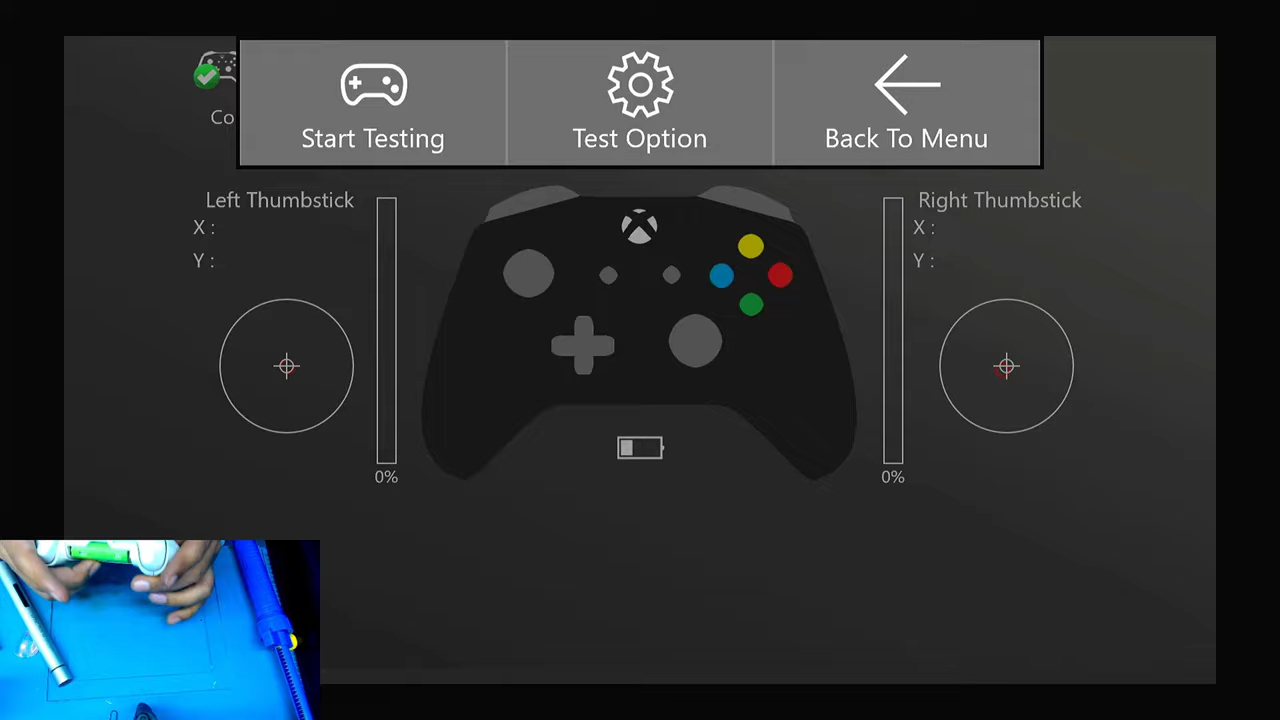 Start Testing
Test Option
Back To Menu
Co
Left Thumbstick
X :
Y :
0%
Right Thumbstick
X :
Y :
0%